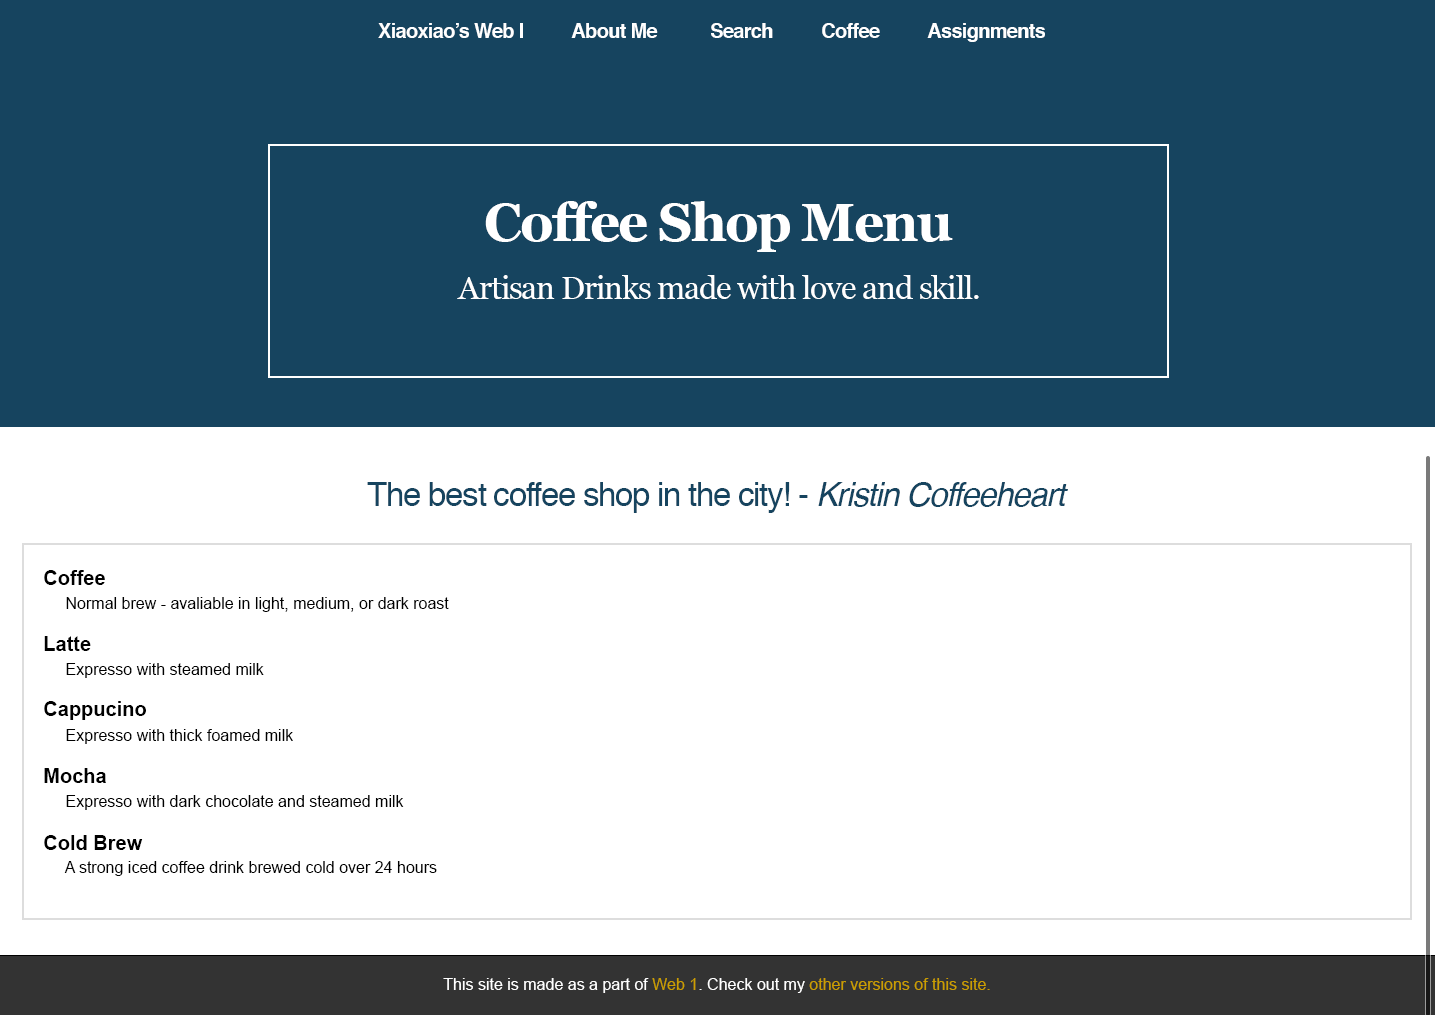 Xiaoxiao’s Web I About Me Search Coffee Assignments
Coffee Shop Menu
Artisan Drinks made with love and skill.
The best coffee shop in the city! - Kristin Coffeeheart
Coffee
Normal brew - avaliable in light, medium, or dark roast
Latte
Expresso with steamed milk
Cappucino
Expresso with thick foamed milk
Mocha
Expresso with dark chocolate and steamed milk
Cold Brew
A strong iced coffee drink brewed cold over 24 hours
This site is made as a part of Web 1. Check out my other versions of this site.